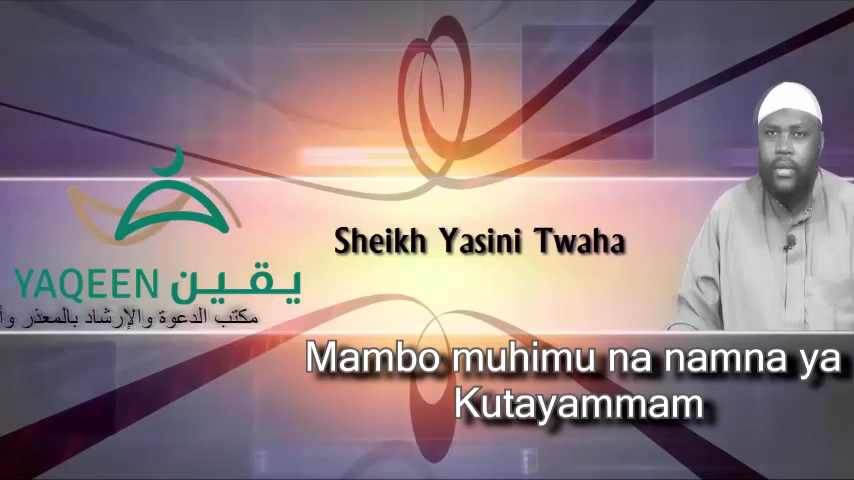 Sheikh Yasini Twaha
YAQEEN يقين
مكتب الدعوة والإرشاد بالمعذر
Mambo muhimu na namna ya
Kutayammam